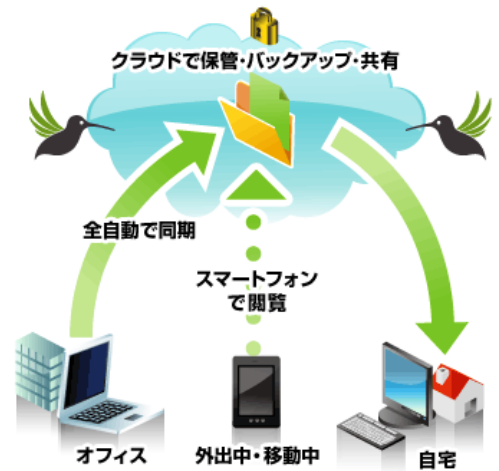 クラウドで保管・バックアップ・共有
全自動で同期
スマートフォン
で閲覧
オフィス
外出中・移動中
自宅